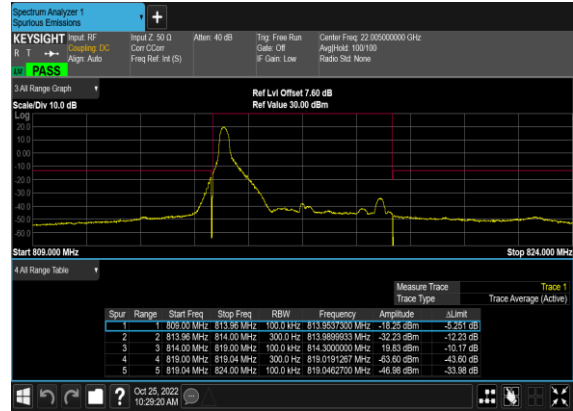 Spectrum Analyzer 1
Spurious Emissions
+
KEYSIGHT Input: RF Input Z: 50 Ω Atten: 40 dB Trig: Free Run Center Freq: 22.005000000 GHz
R T Coupling: DC Corr CCorr Gate: Off Avg|Hold: 100/100
Align: Auto Freq Ref: Int (S) IF Gain: Low Radio Std: None
LM PASS
3 All Range Graph
Ref Lvl Offset 7.60 dB
Scale/Div 10.0 dB Ref Value 30.00 dBm
Log
20.0
10.0
0.00
-10.0
-20.0
-30.0
-40.0
-50.0
-60.0
Start 809.000 MHz Stop 824.000 MHz
4 All Range Table
Measure Trace Trace 1
Trace Type Trace Average (Active)
Spur Range Start Freq Stop Freq RBW Frequency Amplitude ΔLimit
1 1 809.00 MHz 813.96 MHz 100.0 kHz 813.9537300 MHz -18.25 dBm -5.251 dB
2 2 813.96 MHz 814.00 MHz 300.0 Hz 813.9899933 MHz -32.23 dBm -12.23 dB
3 3 814.00 MHz 819.00 MHz 100.0 kHz 814.3000000 MHz 19.83 dBm -10.17 dB
4 4 819.00 MHz 819.04 MHz 300.0 Hz 819.0191267 MHz -63.60 dBm -43.60 dB
5 5 819.04 MHz 824.00 MHz 100.0 kHz 819.0462700 MHz -46.98 dBm -33.98 dB
? Oct 25, 2022
10:29:20 AM